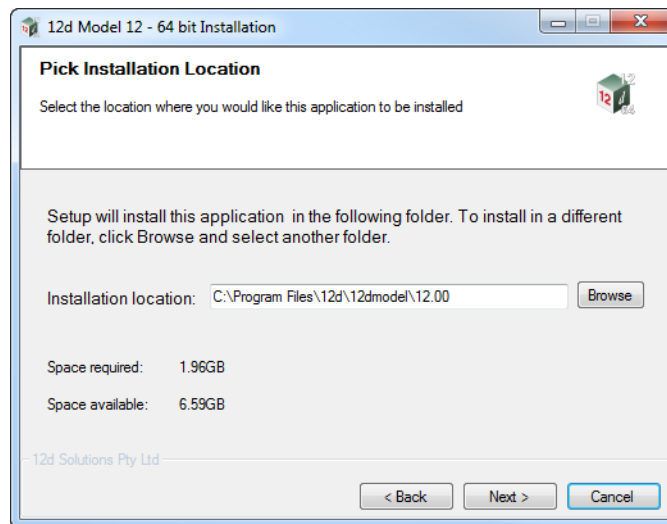 12d Model 12 - 64 bit Installation
Pick Installation Location
Select the location where you would like this application to be installed
12
12 d
64
Setup will install this application in the following folder. To install in a different
folder, click Browse and select another folder.
Installation location: C:\Program Files\12d\12dmodel\12.00 Browse
Space required: 1.96GB
Space available: 6.59GB
12d Solutions Pty Ltd
< Back Next > Cancel